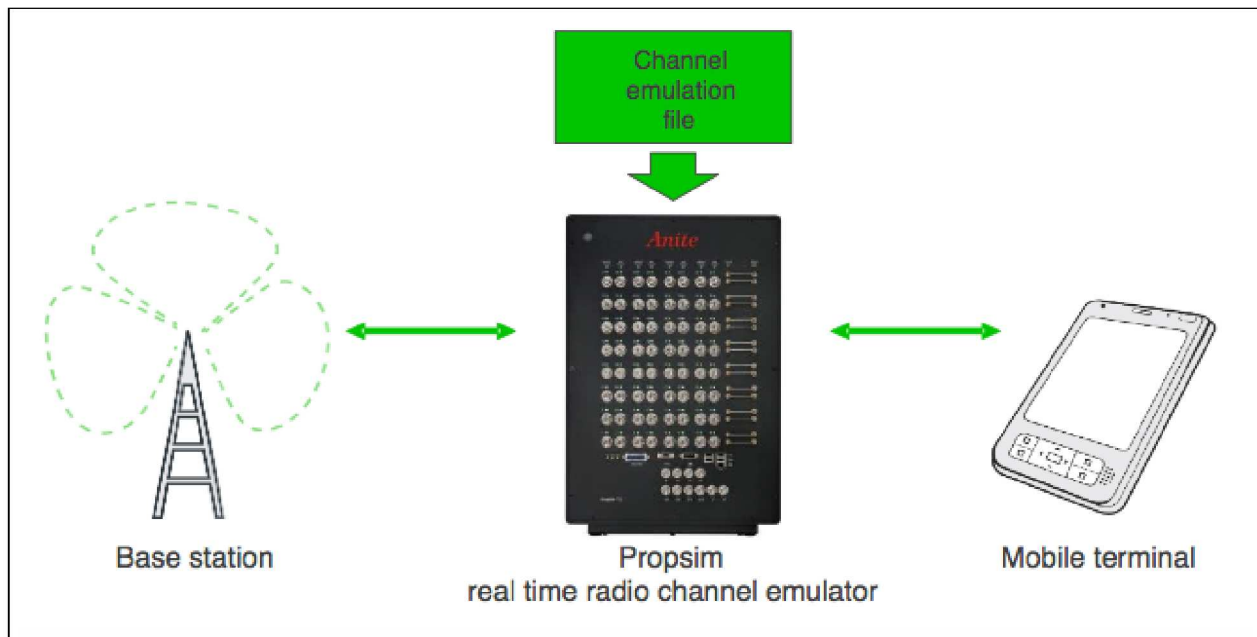 Channel
emulation
file
Anite
Base station
Propsim
real time radio channel emulator
Mobile terminal